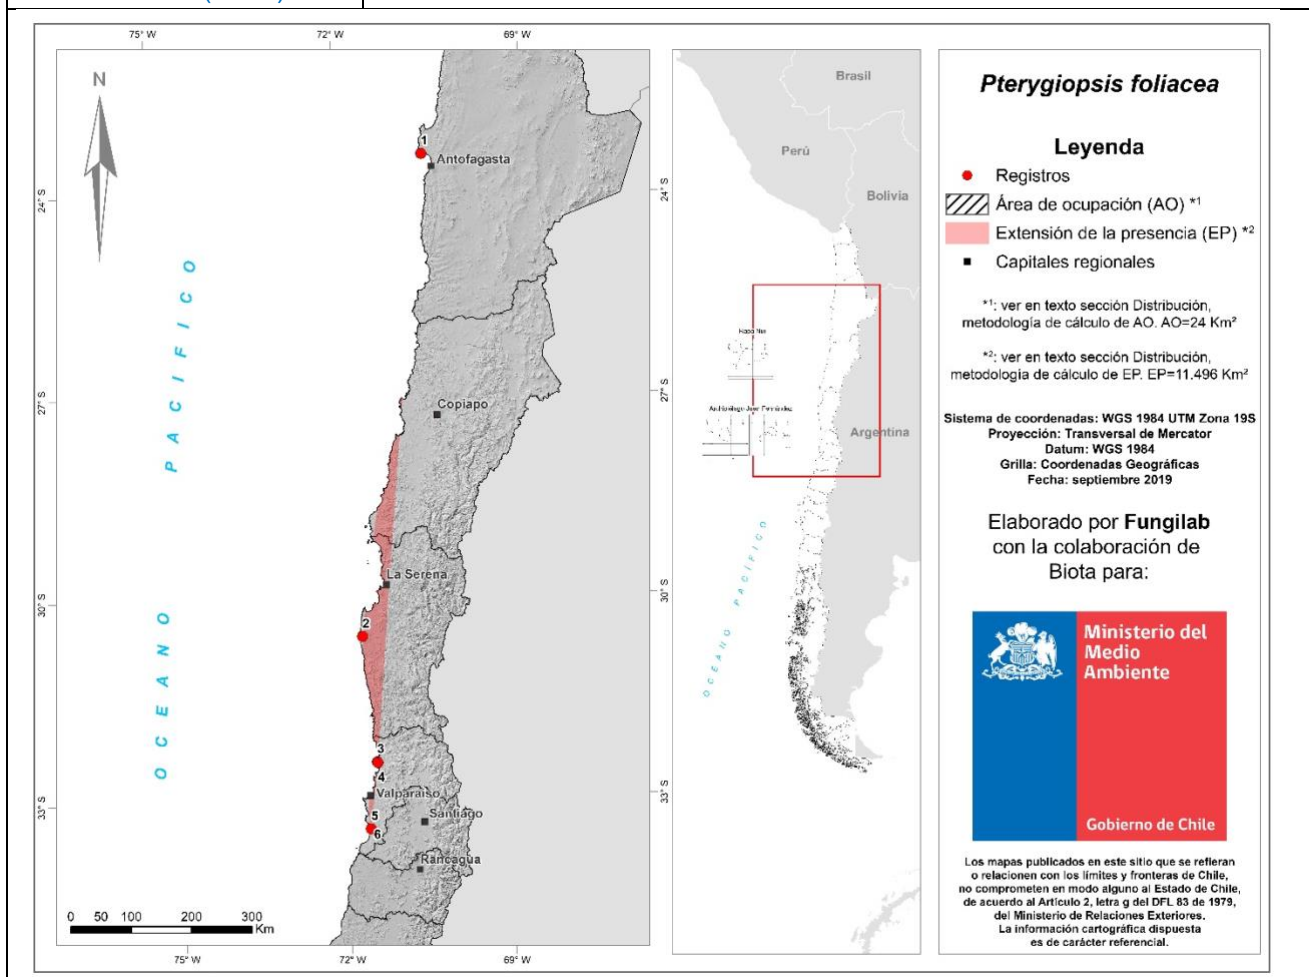 75° W 72° W 69° W
N
24° S
27° S
30° S
33° S
1
Antofagasta
Copiapo
La Serena
2
3
4
Valparaíso
5
6
Santiago
Rancagua
OCEANO PACIFICO
0 50 100 200 300
Km
75° W 72° W 69° W
Brasil
Perú
Bolivia
Argentina
24° S
27° S
30° S
33° S
OCÉANO PACÍFICO
Pterygiopsis foliacea
Leyenda
Registros
Área de ocupación (AO) *1
Extensión de la presencia (EP) *2
Capitales regionales
*1: ver en texto sección Distribución,
metodología de cálculo de AO. AO=24 Km²
*2: ver en texto sección Distribución,
metodología de cálculo de EP. EP=11.496 Km²
Sistema de coordenadas: WGS 1984 UTM Zona 19S
Proyección: Transversal de Mercator
Datum: WGS 1984
Grilla: Coordenadas Geográficas
Fecha: septiembre 2019
Elaborado por Fungilab
con la colaboración de
Biota para:
Ministerio del
Medio
Ambiente
Gobierno de Chile
Los mapas publicados en este sitio que se refieran
o relacionen con los límites y fronteras de Chile,
no comprometen en modo alguno al Estado de Chile,
de acuerdo al Artículo 2, letra g del DFL 83 de 1979,
del Ministerio de Relaciones Exteriores.
La información cartográfica dispuesta
es de carácter referencial.